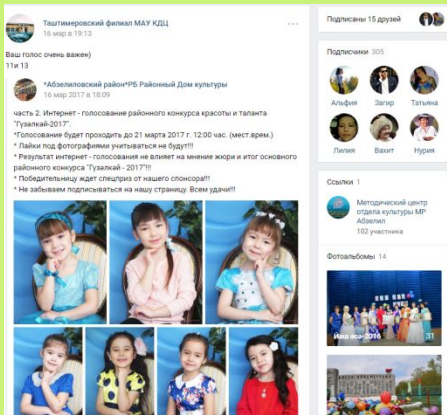 Таштимеровский филиал МАУ КДЦ
16 мар в 19:13
Ваш голос очень важен)
11и 13
*Абзелиловский район*РБ Районный Дом культуры*
16 мар 2017 в 18:09
часть 2. Интернет - голосование районного конкурса красоты и таланта
"Гузэлкай-2017".
*Голосование будет проходить до 21 марта 2017 г. 12:00 час. (мест.врем.)
* Лайки под фотографиями учитываться не будут!!!
* Результат интернет - голосования не влияет на мнение жюри и итог основного
районного конкурса "Гузалкай - 2017"!!!
* Победительницу ждет спецприз от нашего спонсора!!!
* Не забываем подписываться на нашу страницу. Всем удачи!!!
Подписаны 15 друзей
Подписчики 305
Альфия Загир Татьяна
Лилия Вахит Нурия
Ссылки 1
Методический центр
отдела культуры МР
Абзелил
102 участника
Фотоальбомы 14
31